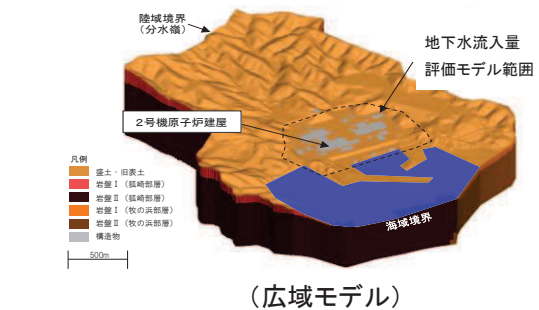 陸域境界
(分水嶺)
地下水流入量
評価モデル範囲
2号機原子炉建屋
凡例
盛土・旧表土
岩盤Ⅰ(狐崎部層)
岩盤Ⅱ(狐崎部層)
岩盤Ⅰ(牧の浜部層)
岩盤Ⅱ(牧の浜部層)
構造物
500m
海域境界
(広域モデル)